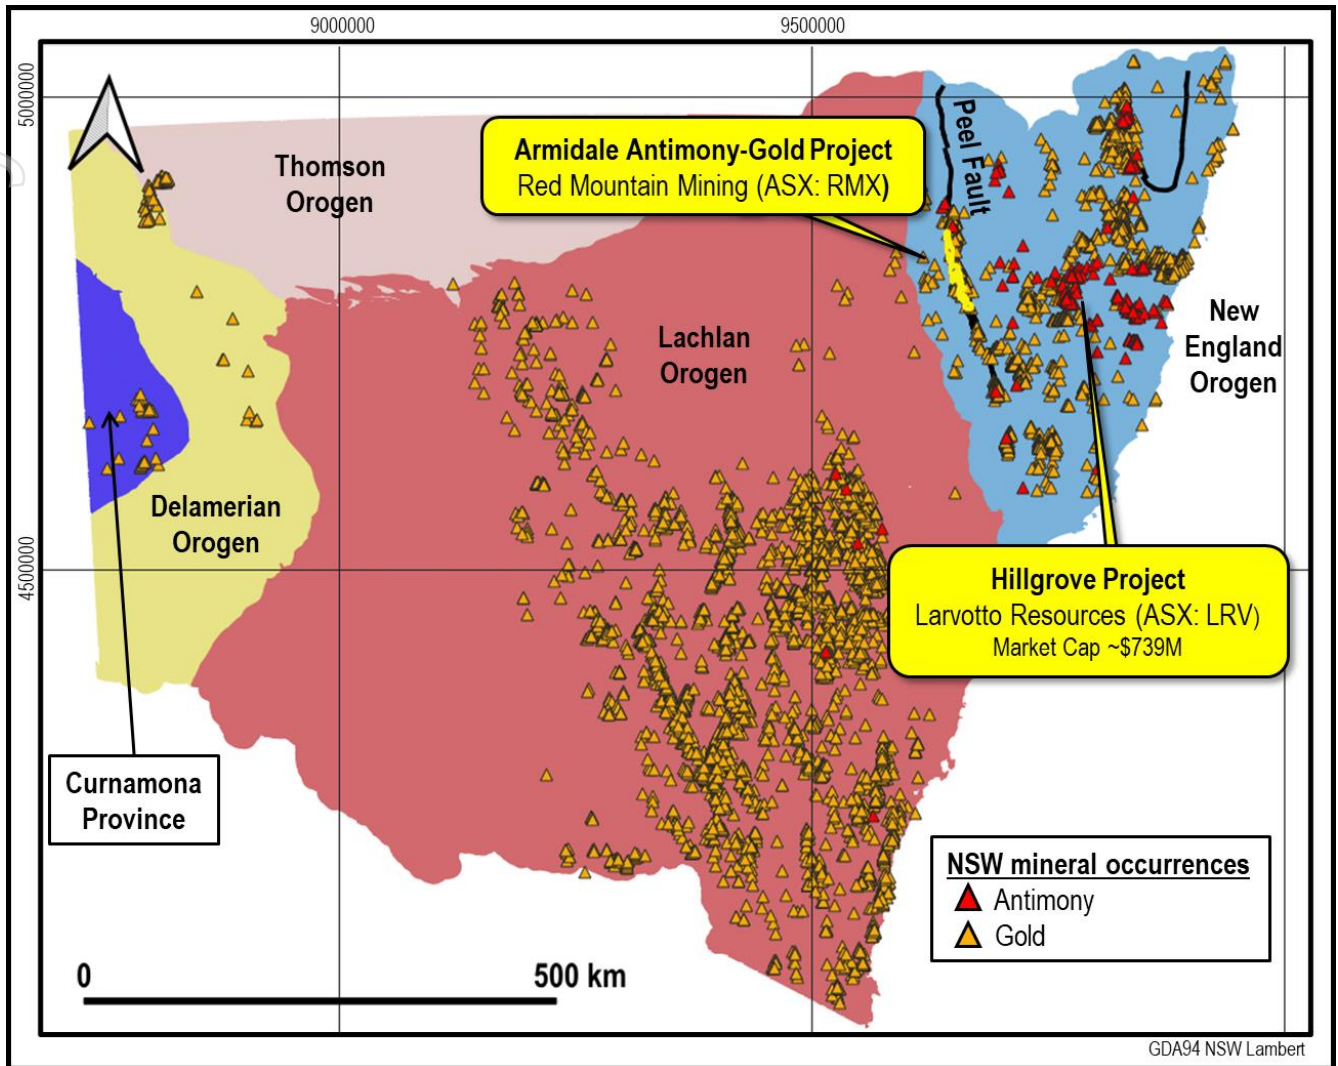 9000000
9500000
5000000
4500000
Thomson
Orogen
Armidale Antimony-Gold Project
Red Mountain Mining (ASX: RMX)
Peel Fault
Lachlan
Orogen
New
England
Orogen
Delamerian
Orogen
Hillgrove Project
Larvotto Resources (ASX: LRV)
Market Cap ~$739M
Curnamona
Province
NSW mineral occurrences
Antimony
Gold
0
500 km
GDA94 NSW Lambert